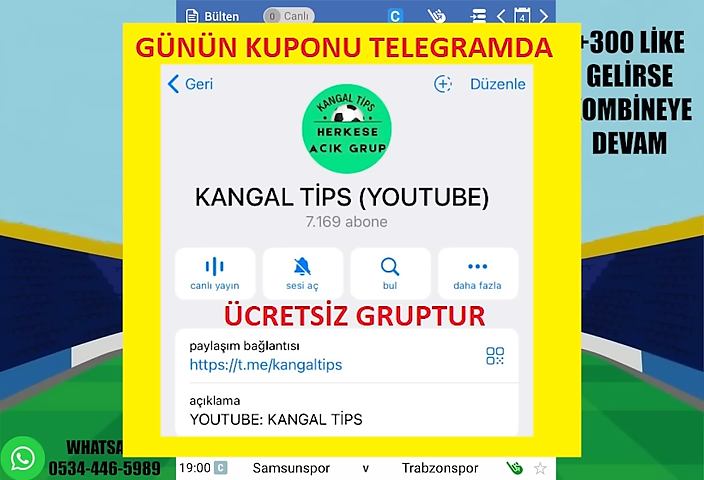 Bülten
0 Canlı
C
4
GÜNÜN KUPONU TELEGRAMDA
+300 LİKE
GELİRSE
KOMBİNEYE
DEVAM
Geri
Düzenle
KANGAL TİPS
HERKESE
AÇIK GRUP
KANGAL TİPS (YOUTUBE)
7.169 abone
canlı yayın
sesi aç
bul
daha fazla
ÜCRETSİZ GRUPTUR
paylaşım bağlantısı
https://t.me/kangaltips
açıklama
YOUTUBE: KANGAL TİPS
0534-446-5989
19:00 C Samsunspor v Trabzonspor